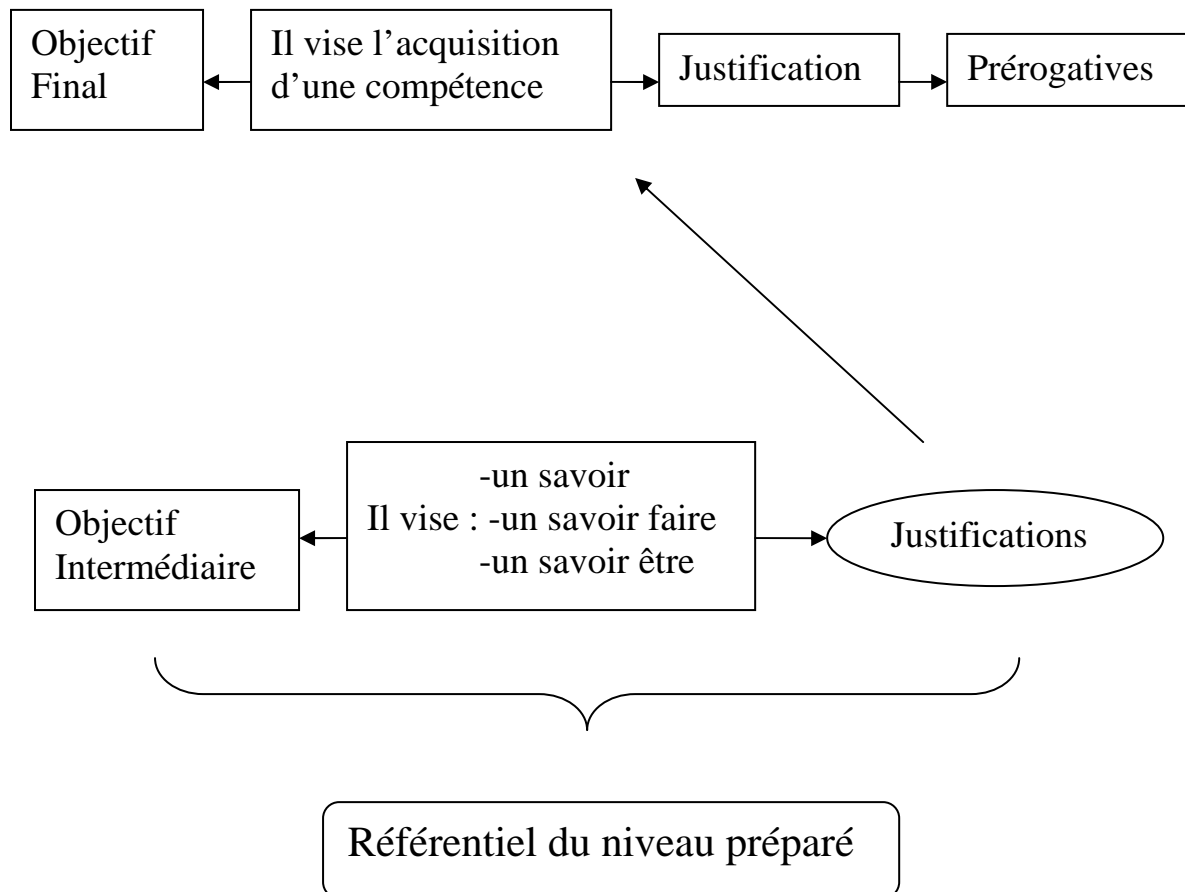 Objectif
Final
Il vise l’acquisition
d’une compétence
Justification
Prérogatives
Objectif
Intermédiaire
-un savoir
Il vise : -un savoir faire
-un savoir être
Justifications
Référentiel du niveau préparé